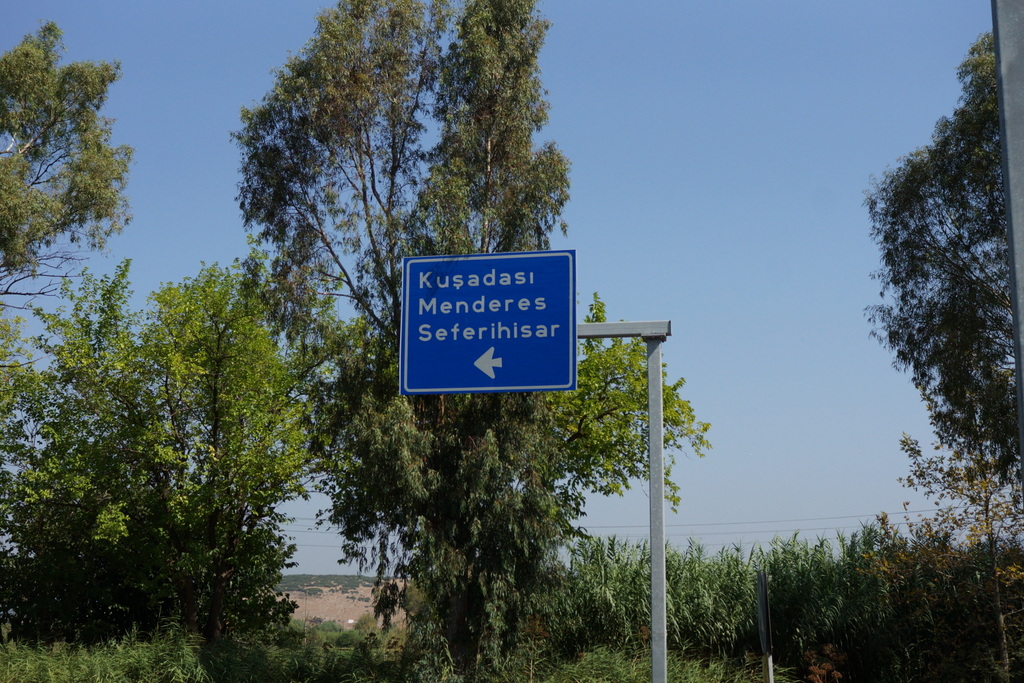 Kuşadası
Menderes
Seferihisar